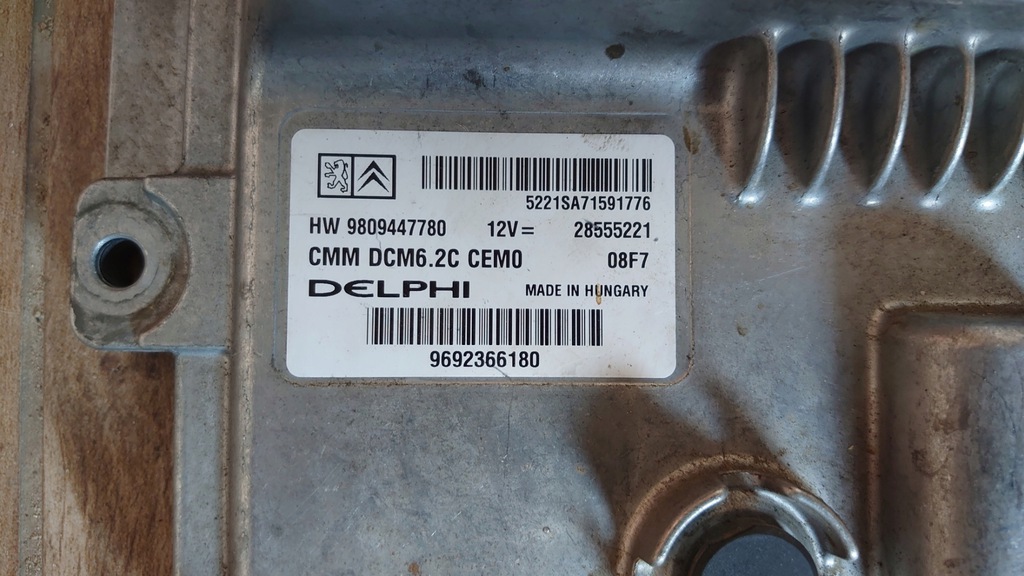 5221SA71591776
HW 9809447780 12V= 28555221
CMM DCM6.2C CEM0 08F7
DELPHI MADE IN HUNGARY
9692366180